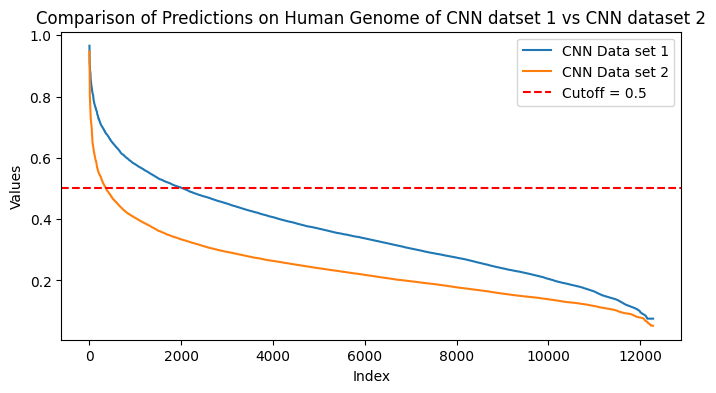 Comparison of Predictions on Human Genome of CNN datset 1 vs CNN dataset 2
1.0
0.8
0.6
0.4
0.2
Values
CNN Data set 1
CNN Data set 2
Cutoff = 0.5
0 2000 4000 6000 8000 10000 12000
Index